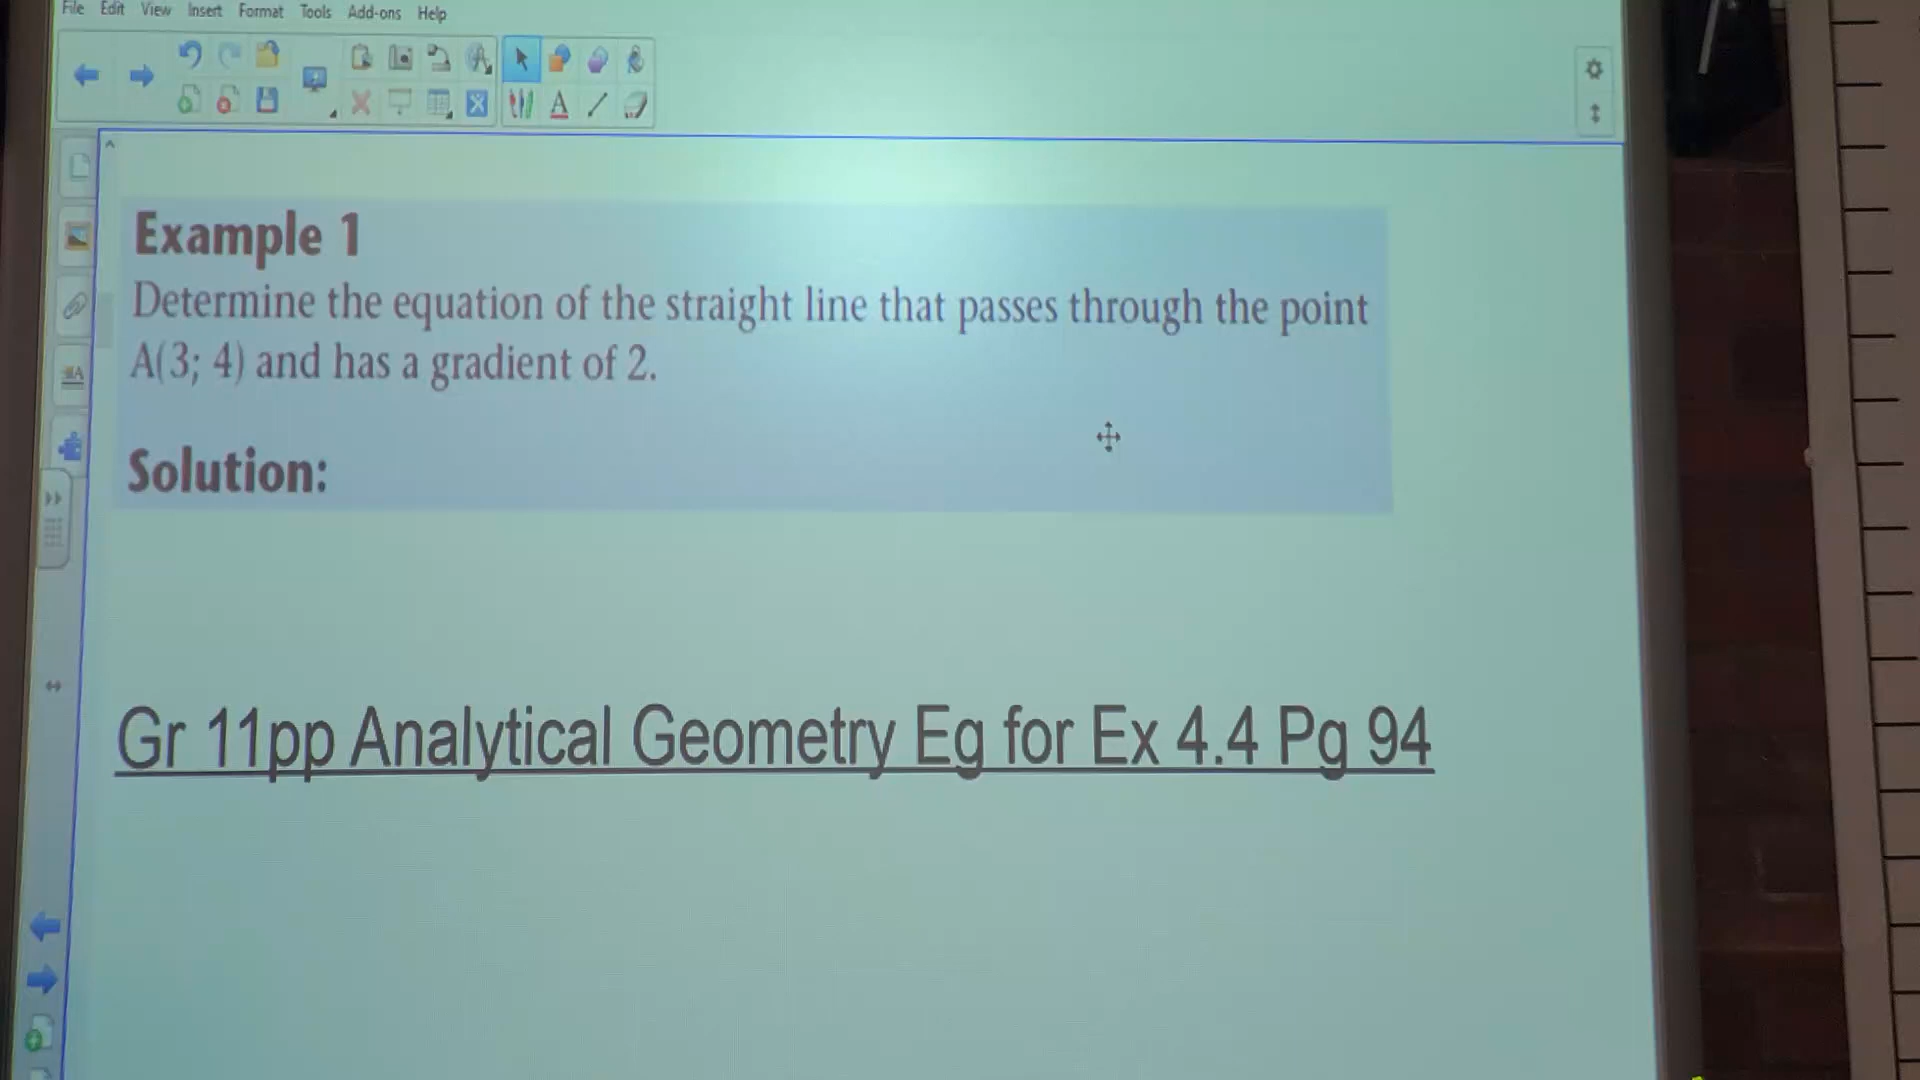 File Edit View Insert Format Tools Add-ons Help
Example 1
Determine the equation of the straight line that passes through the point
A(3; 4) and has a gradient of 2.
Solution:
Gr 11pp Analytical Geometry Eg for Ex 4.4 Pg 94